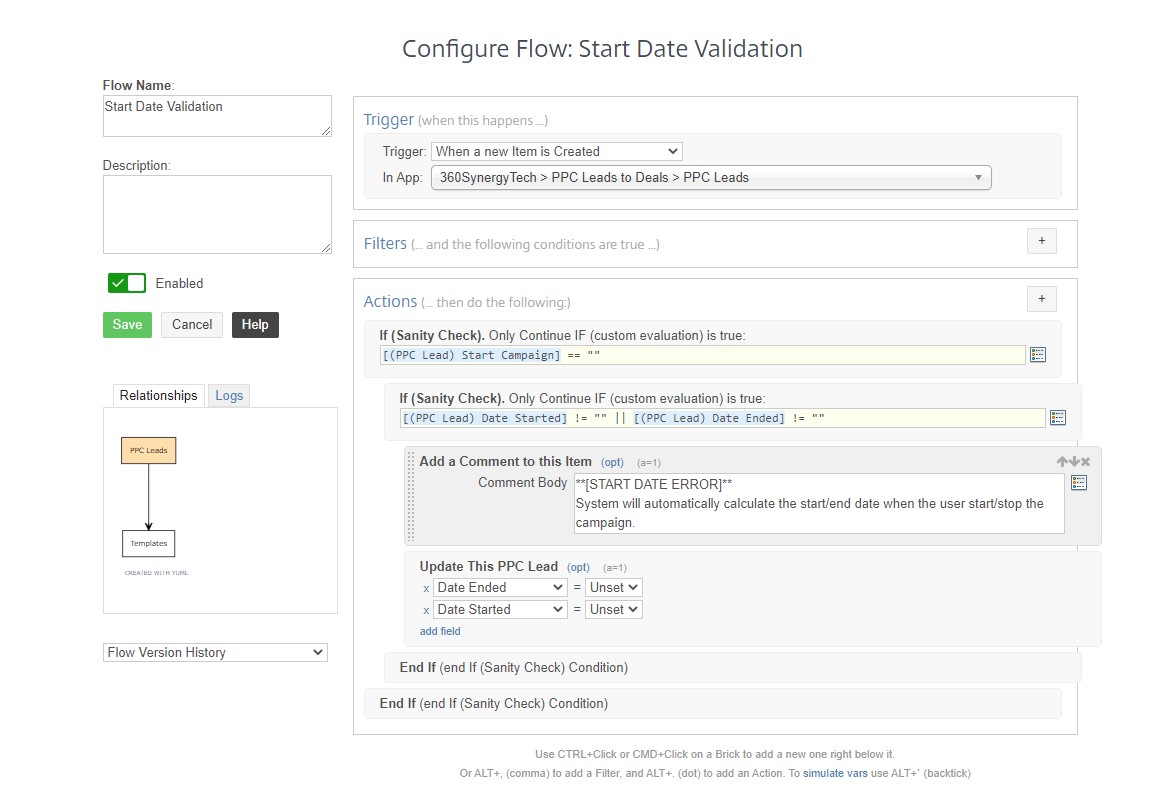 Configure Flow: Start Date Validation
Flow Name:
Start Date Validation
Description:
Enabled
Save Cancel Help
Relationships Logs
PPC Leads
Templates
CREATED WITH YUML
Flow Version History
Trigger (when this happens ...)
Trigger: When a new Item is Created
In App: 360SynergyTech > PPC Leads to Deals > PPC Leads
Filters (... and the following conditions are true ...)
+
Actions (... then do the following:)
+
If (Sanity Check). Only Continue IF (custom evaluation) is true:
[(PPC Lead) Start Campaign] == ""
If (Sanity Check). Only Continue IF (custom evaluation) is true:
[(PPC Lead) Date Started] != "" || [(PPC Lead) Date Ended] != ""
Add a Comment to this Item (opt) (a=1)
Comment Body **[START DATE ERROR]**
System will automatically calculate the start/end date when the user start/stop the
campaign.
Update This PPC Lead (opt) (a=1)
x Date Ended = Unset
x Date Started = Unset
add field
End If (end If (Sanity Check) Condition)
End If (end If (Sanity Check) Condition)
Use CTRL+Click or CMD+Click on a Brick to add a new one right below it.
Or ALT+, (comma) to add a Filter, and ALT+. (dot) to add an Action. To simulate vars use ALT+` (backtick)